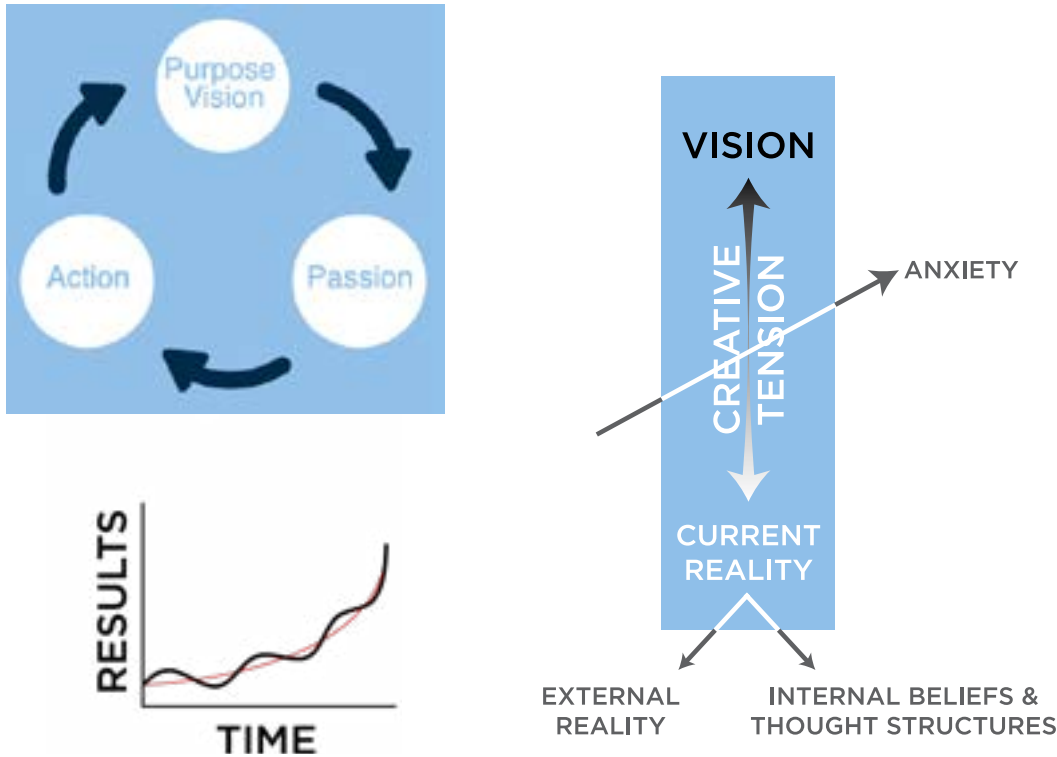 Purpose
Vision
Action
Passion
RESULTS
TIME
VISION
CREATIVE
TENSION
ANXIETY
CURRENT
REALITY
EXTERNAL
REALITY
INTERNAL BELIEFS &
THOUGHT STRUCTURES